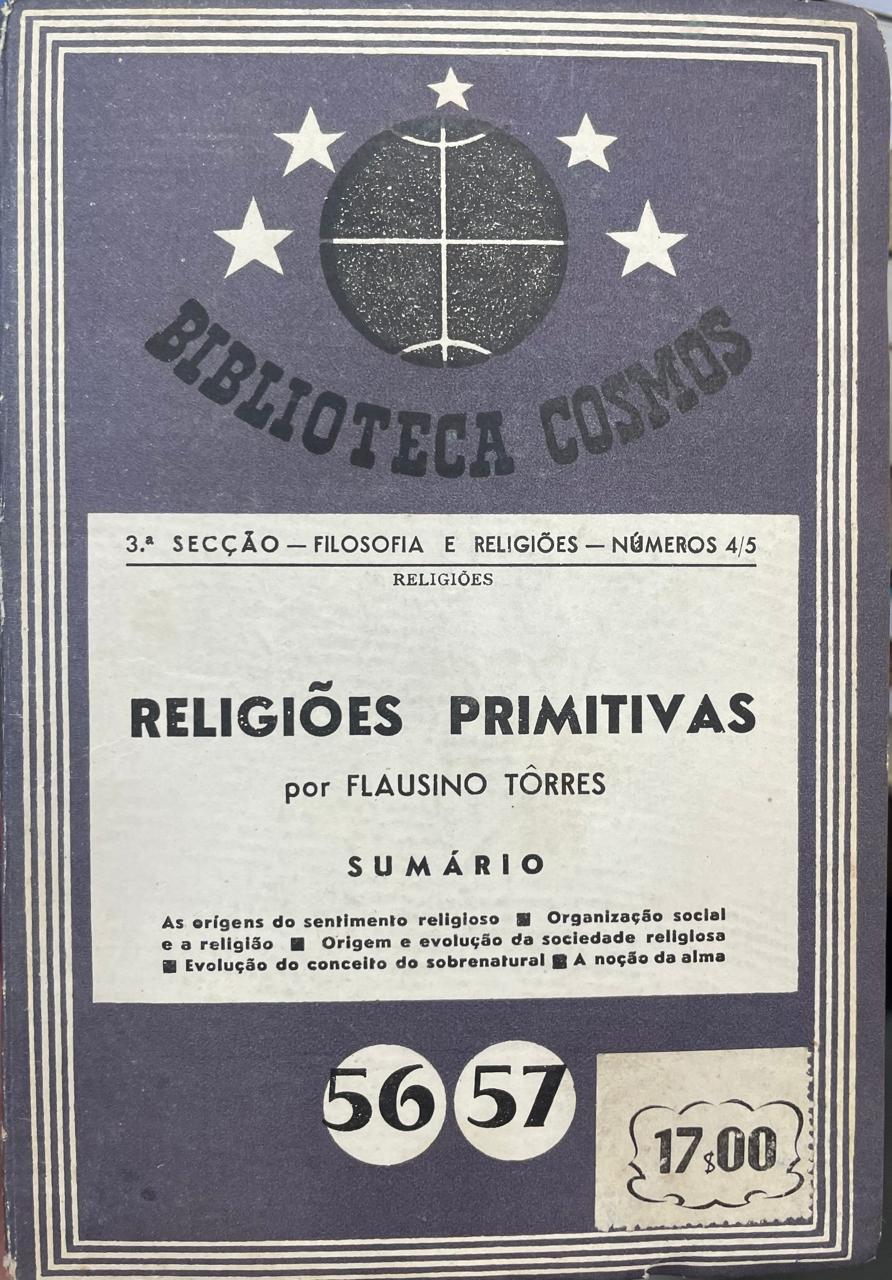 BIBLIOTECA COSMOS
3.ª SECÇÃO — FILOSOFIA E RELIGIÕES — NÚMEROS 4/5
RELIGIÕES
RELIGIÕES PRIMITIVAS
por FLAUSINO TÔRRES
SUMÁRIO
As orígens do sentimento religioso ■ Organização social
e a religião ■ Origem e evolução da sociedade religiosa
■ Evolução do conceito do sobrenatural ■ A noção da alma
56 57
17$00